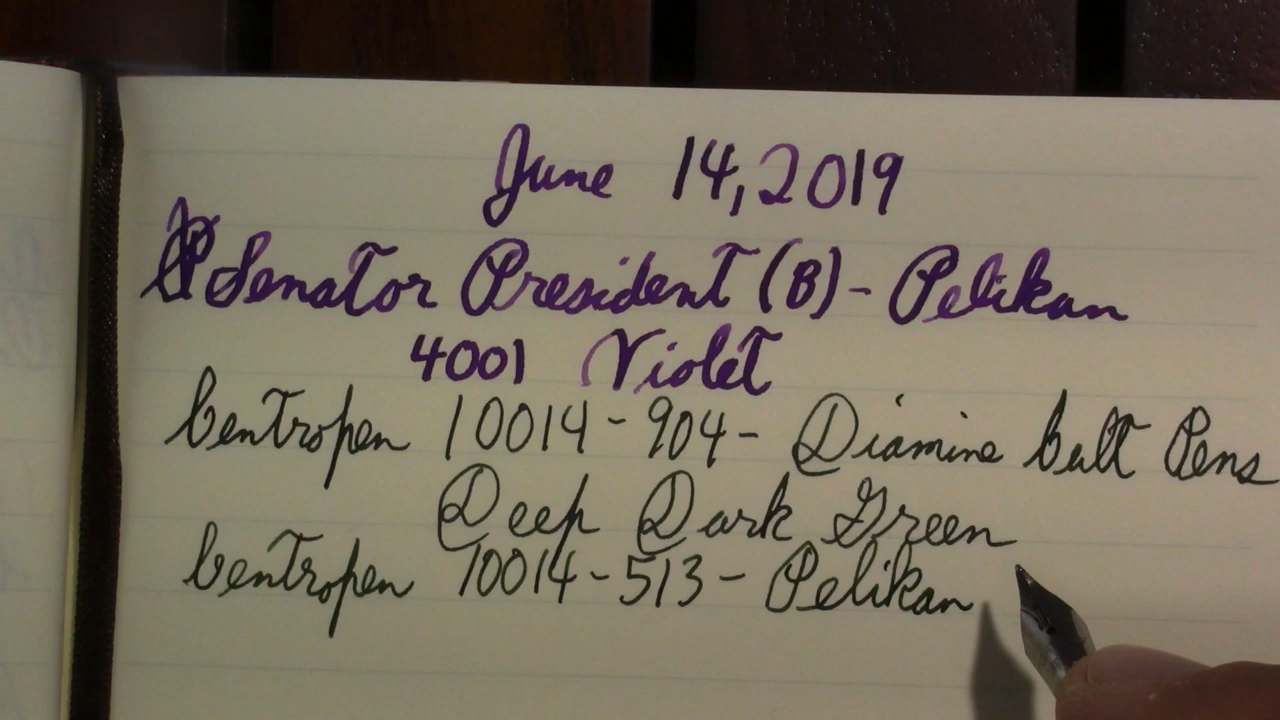 June 14, 2019
Senator President (B) - Pelikan
4001 Violet
Centropen 10014 - 904 - Diamine Cult Pens
Deep Dark Green
Centropen 10014 - 513 - Pelikan